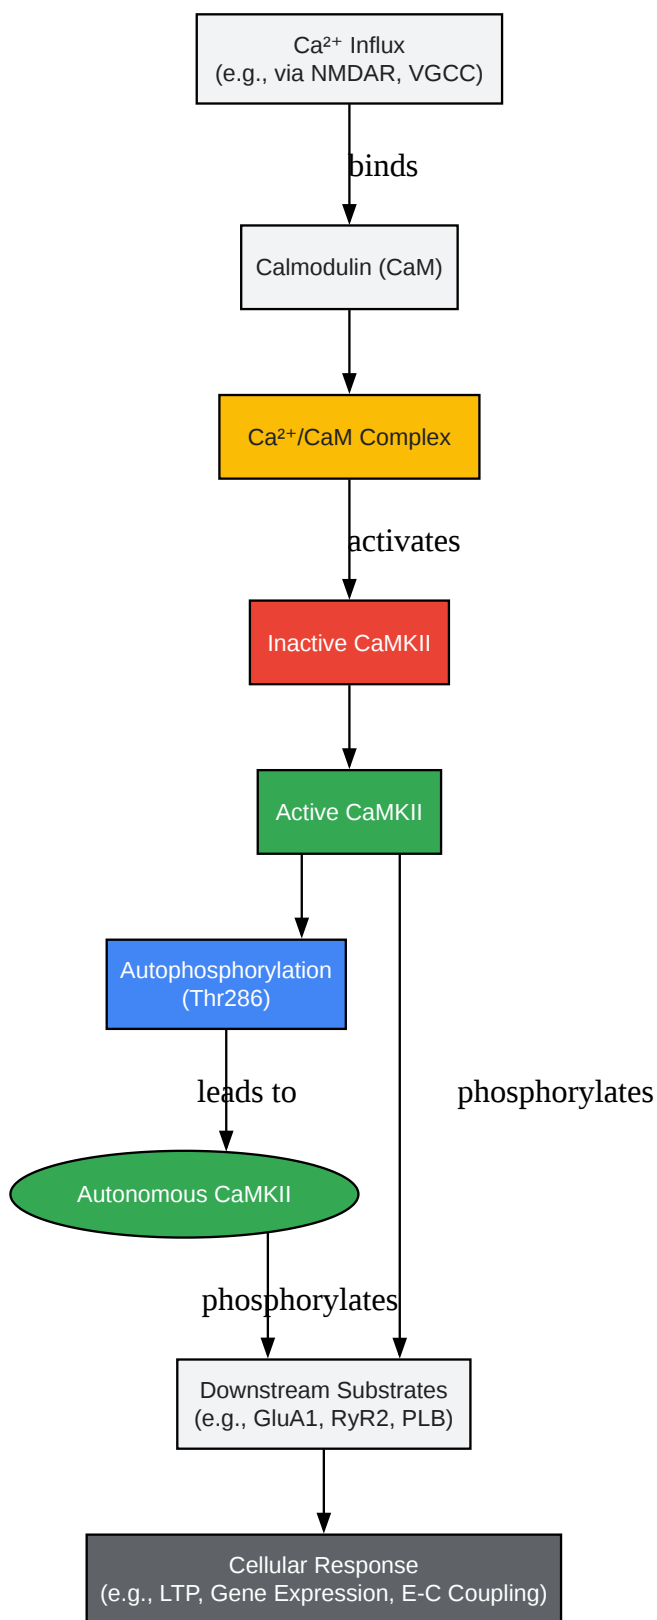 Ca²⁺ Influx
(e.g., via NMDAR, VGCC)
binds
Calmodulin (CaM)
Ca²⁺/CaM Complex
activates
Inactive CaMKII
Active CaMKII
Autophosphorylation
(Thr286)
leads to
phosphorylates
Autonomous CaMKII
phosphorylates
Downstream Substrates
(e.g., GluA1, RyR2, PLB)
Cellular Response
(e.g., LTP, Gene Expression, E-C Coupling)